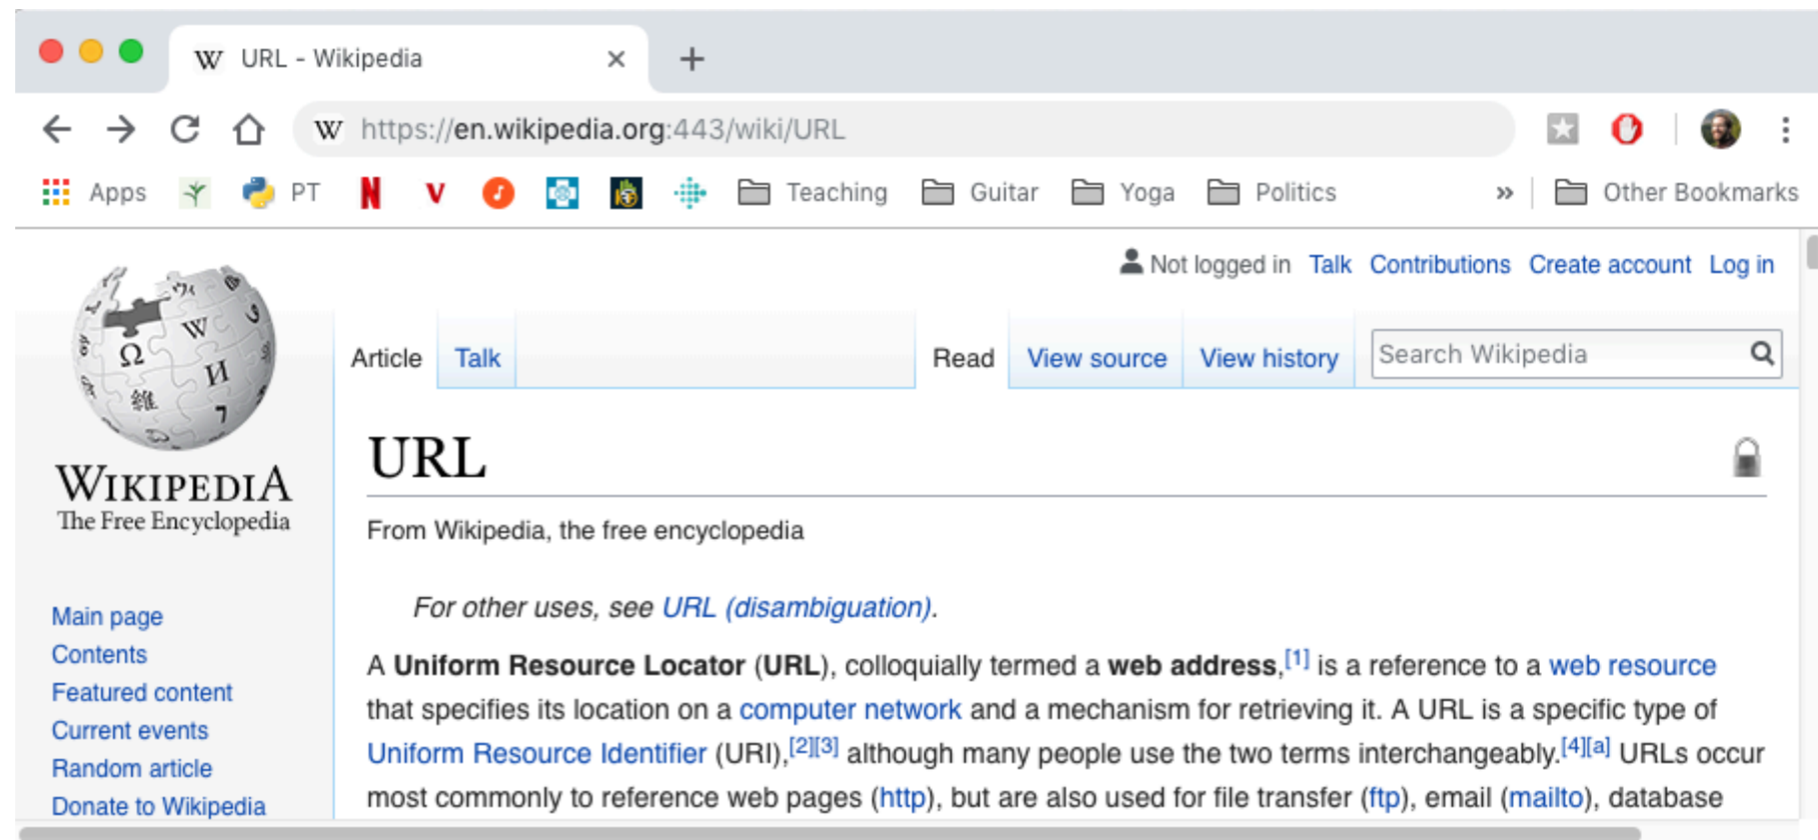 URL - Wikipedia
https://en.wikipedia.org:443/wiki/URL
Apps PT Teaching Guitar Yoga Politics » Other Bookmarks
Not logged in Talk Contributions Create account Log in
Article Talk Read View source View history Search Wikipedia
WIKIPEDIA
The Free Encyclopedia
Main page
Contents
Featured content
Current events
Random article
Donate to Wikipedia
URL
From Wikipedia, the free encyclopedia
For other uses, see URL (disambiguation).
A Uniform Resource Locator (URL), colloquially termed a web address,[1] is a reference to a web resource
that specifies its location on a computer network and a mechanism for retrieving it. A URL is a specific type of
Uniform Resource Identifier (URI),[2][3] although many people use the two terms interchangeably.[4][a] URLs occur
most commonly to reference web pages (http), but are also used for file transfer (ftp), email (mailto), database